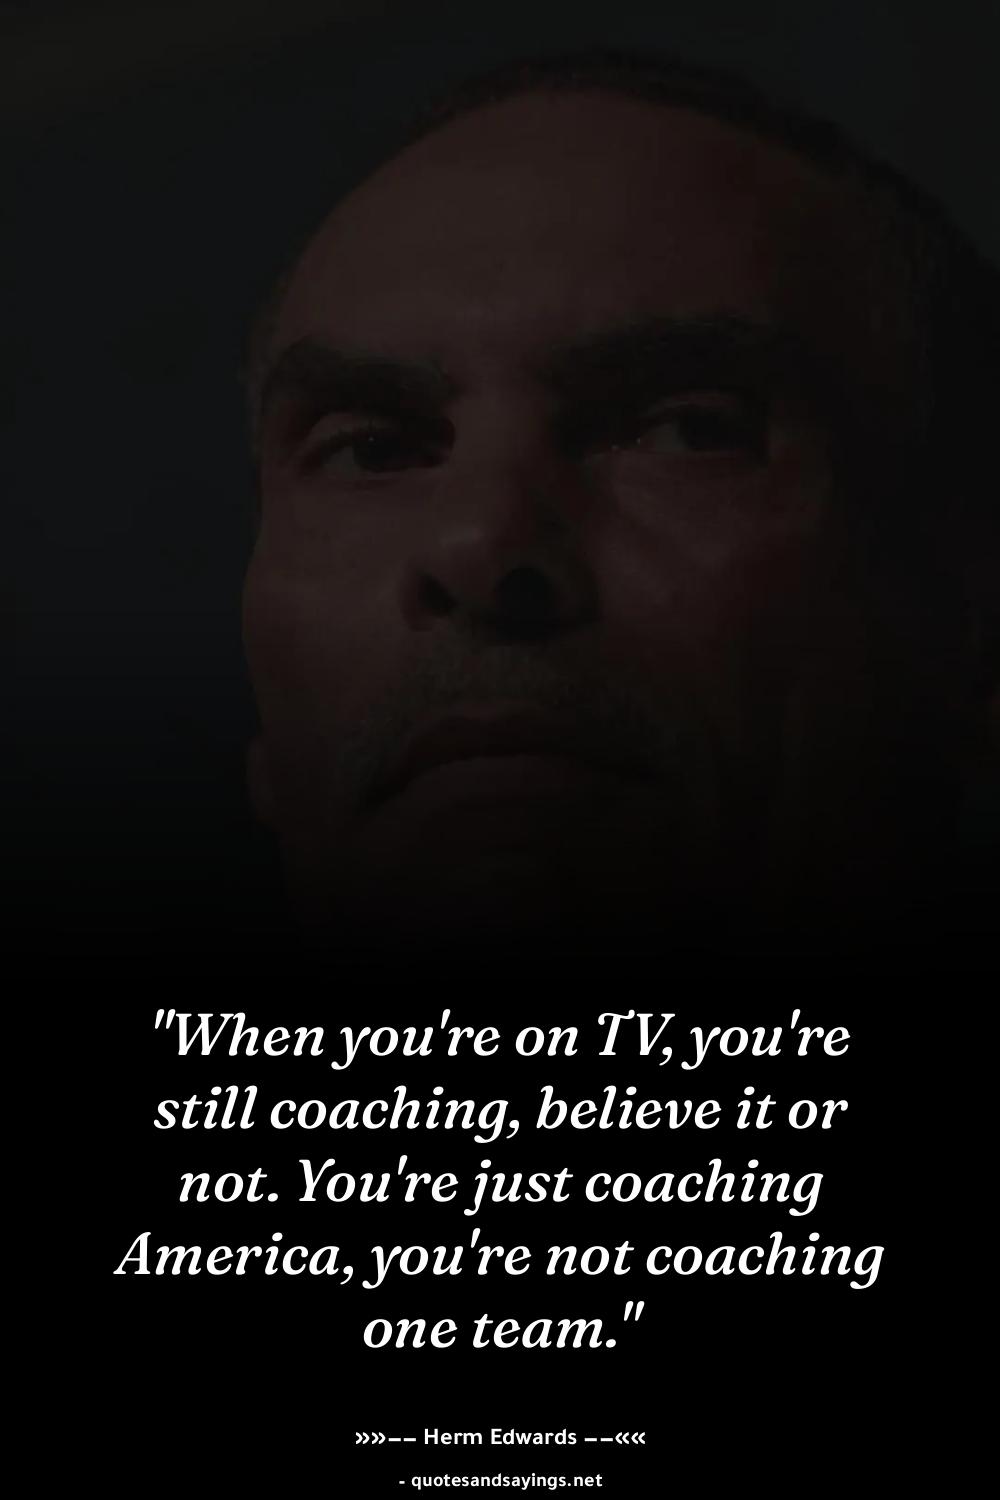 "When you're on TV, you're
still coaching, believe it or
not. You're just coaching
America, you're not coaching
one team."
»»–– Herm Edwards ––««
- quotesandsayings.net